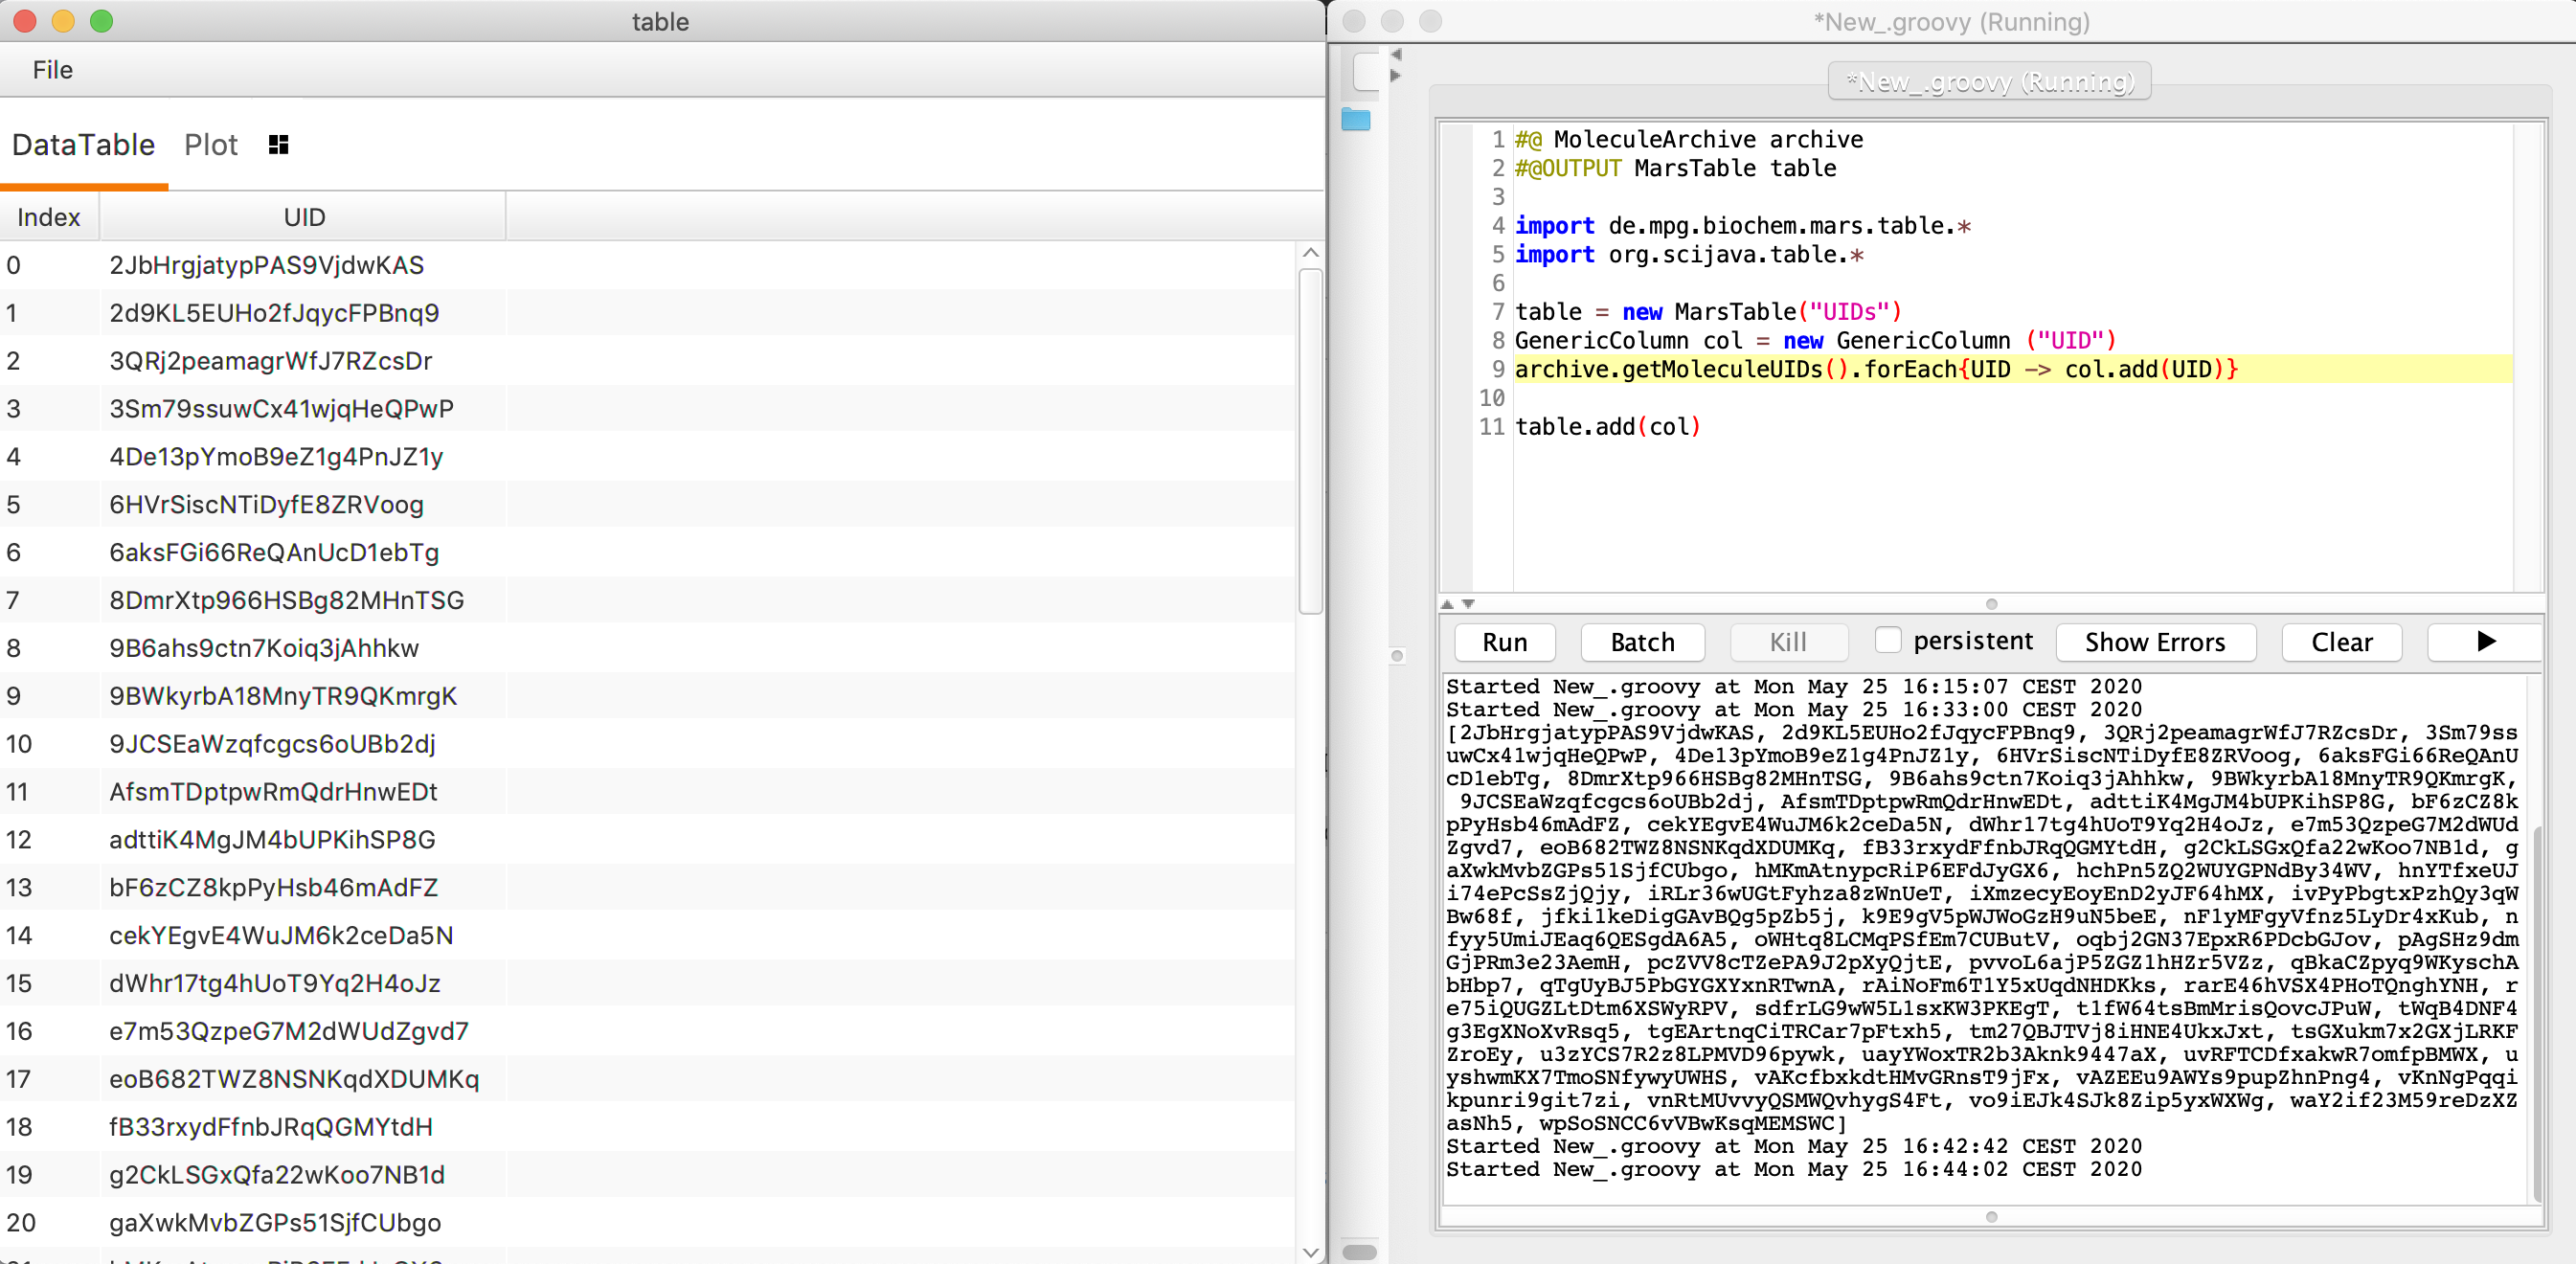 table
File
DataTable Plot
Index UID
0 2JbHrgjatypPAS9VjdwKAS
1 2d9KL5EUHo2fJqycFPBnq9
2 3QRj2peamagrWfJ7RZcsDr
3 3Sm79ssuwCx41wjqHeQPwP
4 4De13pYmoB9eZ1g4PnJZ1y
5 6HVrSiscNTiDyfE8ZRVoog
6 6aksFGi66ReQAnUcD1ebTg
7 8DmrXtp966HSBg82MHnTSG
8 9B6ahs9ctn7Koiq3jAhhkw
9 9BWkyrbA18MnyTR9QKmrgK
10 9JCSEaWzqfcgcs6oUBb2dj
11 AfsmTDptpwRmQdrHnwEDt
12 adttiK4MgJM4bUPKihSP8G
13 bF6zCZ8kpPyHsb46mAdFZ
14 cekYEgvE4WuJM6k2ceDa5N
15 dWhr17tg4hUoT9Yq2H4oJz
16 e7m53QzpeG7M2dWUdZgvd7
17 eoB682TWZ8NSNKqdXDUMKq
18 fB33rxydFfnbJRqQGMYtdH
19 g2CkLSGxQfa22wKoo7NB1d
20 gaXwkMvbZGPs51SjfCUbgo
*New_.groovy (Running)
*New_.groovy (Running)
1 #@ MoleculeArchive archive
2 #@OUTPUT MarsTable table
3
4 import de.mpg.biochem.mars.table.*
5 import org.scijava.table.*
6
7 table = new MarsTable("UIDs")
8 GenericColumn col = new GenericColumn ("UID")
9 archive.getMoleculeUIDs().forEach{UID -> col.add(UID)}
10
11 table.add(col)
Run Batch Kill persistent Show Errors Clear
Started New_.groovy at Mon May 25 16:15:07 CEST 2020
Started New_.groovy at Mon May 25 16:33:00 CEST 2020
[2JbHrgjatypPAS9VjdwKAS, 2d9KL5EUHo2fJqycFPBnq9, 3QRj2peamagrWfJ7RZcsDr, 3Sm79ss
uwCx41wjqHeQPwP, 4De13pYmoB9eZ1g4PnJZ1y, 6HVrSiscNTiDyfE8ZRVoog, 6aksFGi66ReQAnU
cD1ebTg, 8DmrXtp966HSBg82MHnTSG, 9B6ahs9ctn7Koiq3jAhhkw, 9BWkyrbA18MnyTR9QKmrgK,
9JCSEaWzqfcgcs6oUBb2dj, AfsmTDptpwRmQdrHnwEDt, adttiK4MgJM4bUPKihSP8G, bF6zCZ8k
pPyHsb46mAdFZ, cekYEgvE4WuJM6k2ceDa5N, dWhr17tg4hUoT9Yq2H4oJz, e7m53QzpeG7M2dWUd
Zgvd7, eoB682TWZ8NSNKqdXDUMKq, fB33rxydFfnbJRqQGMYtdH, g2CkLSGxQfa22wKoo7NB1d, g
aXwkMvbZGPs51SjfCUbgo, hMKmAtnypcRiP6EFdJyGX6, hchPn5ZQ2WUYGPNdBy34WV, hnYTfxeUJ
i74ePcSsZjQjy, iRLr36wUGtFyhza8zWnUeT, iXmzecyEoyEnD2yJF64hMX, ivPyPbgtxPzhQy3qW
Bw68f, jfki1keDigGAvBQg5pZb5j, k9E9gV5pWJWoGzH9uN5beE, nF1yMFgyVfnz5LyDr4xKub, n
fyy5UmiJEaq6QESgdA6A5, oWHtq8LCMqPSfEm7CUButV, oqbj2GN37EpxR6PDcbGJov, pAgSHz9dm
GjPRm3e23AemH, pcZVV8cTZePA9J2pXyQjtE, pvvoL6ajP5ZGZ1hHZr5VZz, qBkaCZpyq9WKyschA
bHbp7, qTgUyBJ5PbGYGXYxnRTwnA, rAiNoFm6T1Y5xUqdNHDKks, rarE46hVSX4PHoTQnghYNH, r
e75iQUGZLtDtm6XSWyRPV, sdfrLG9wW5L1sxKW3PKEgT, t1fW64tsBmMrisQovcJPuW, tWqB4DNF4
g3EgXNoXvRsq5, tgEArtnqCiTRCar7pFtxh5, tm27QBJTVj8iHNE4UkxJxt, tsGXukm7x2GXjLRKF
ZroEy, u3zYCS7R2z8LPMVD96pywk, uayYWoxTR2b3Aknk9447aX, uvRFTCDfxakwR7omfpBMWX, u
yshwmKX7TmoSNfywyUWHS, vAKcfbxkdtHMvGRnsT9jFx, vAZEEu9AWYs9pupZhnPng4, vKnNgPqqi
kpunri9git7zi, vnRtMUvvyQSMWQvhygS4Ft, vo9iEJk4SJk8Zip5yxWXWg, waY2if23M59reDzXZ
asNh5, wpSoSNCC6vVBwKsqMEMSWC]
Started New_.groovy at Mon May 25 16:42:42 CEST 2020
Started New_.groovy at Mon May 25 16:44:02 CEST 2020